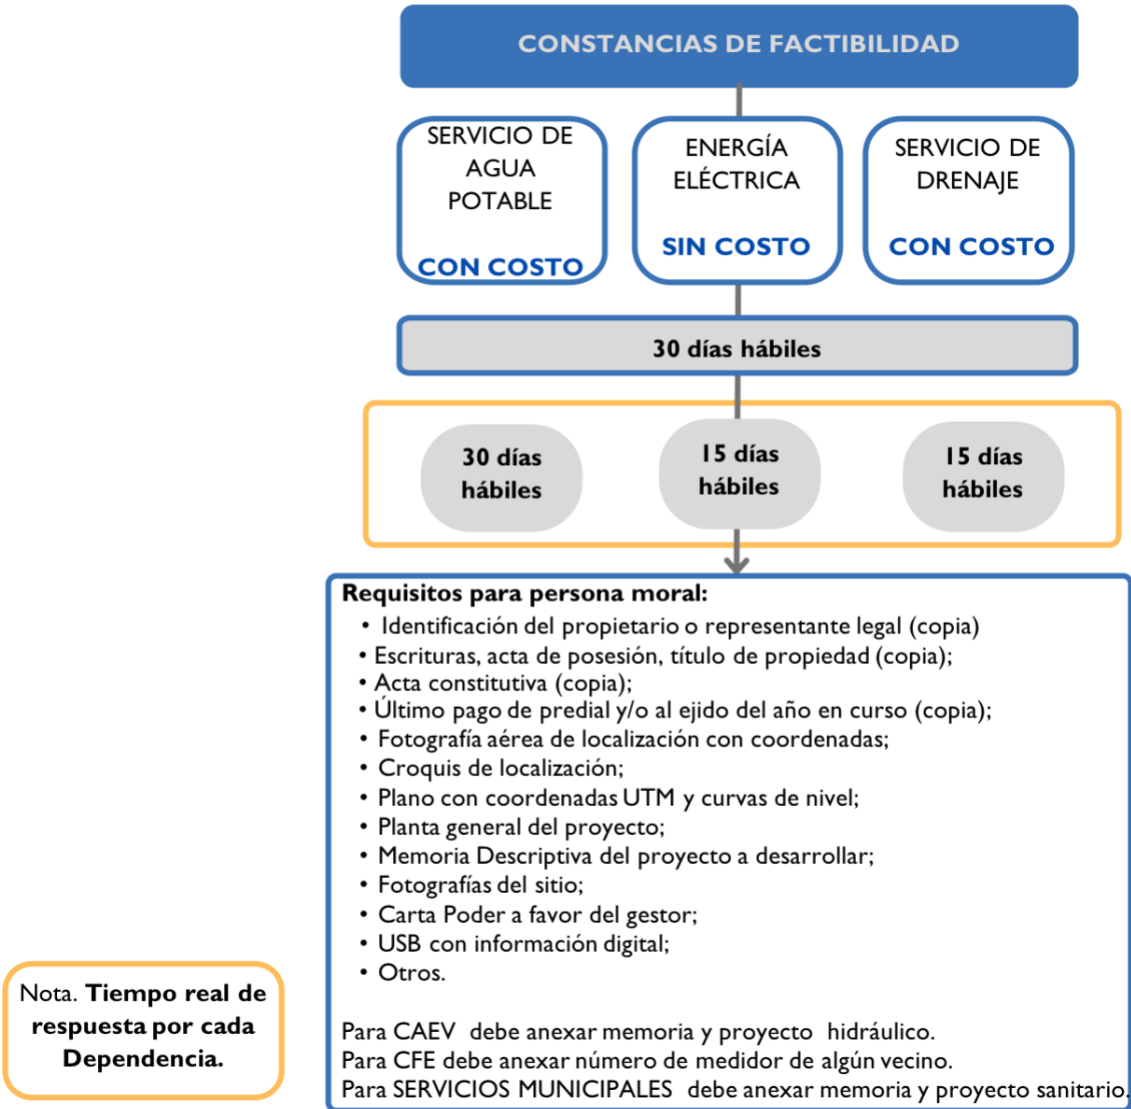 CONSTANCIAS DE FACTIBILIDAD
SERVICIO DE
AGUA
POTABLE
CON COSTO
ENERGÍA
ELÉCTRICA
SIN COSTO
SERVICIO DE
DRENAJE
CON COSTO
30 días hábiles
30 días
hábiles
15 días
hábiles
15 días
hábiles
Requisitos para persona moral:
• Identificación del propietario o representante legal (copia)
• Escrituras, acta de posesión, título de propiedad (copia);
• Acta constitutiva (copia);
• Último pago de predial y/o al ejido del año en curso (copia);
• Fotografía aérea de localización con coordenadas;
• Croquis de localización;
• Plano con coordenadas UTM y curvas de nivel;
• Planta general del proyecto;
• Memoria Descriptiva del proyecto a desarrollar;
• Fotografías del sitio;
• Carta Poder a favor del gestor;
• USB con información digital;
• Otros.
Para CAEV debe anexar memoria y proyecto hidráulico.
Para CFE debe anexar número de medidor de algún vecino.
Para SERVICIOS MUNICIPALES debe anexar memoria y proyecto sanitario.
Nota. Tiempo real de
respuesta por cada
Dependencia.